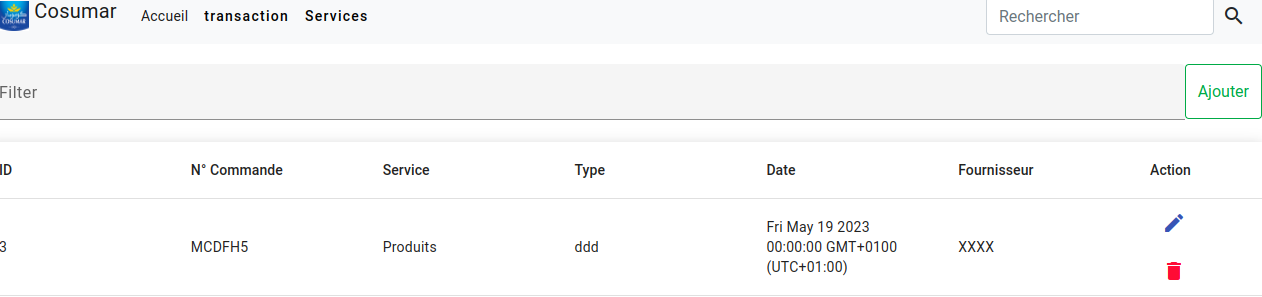 Cosumar Accueil transaction Services Rechercher
COSUMAR
Filter Ajouter
ID N° Commande Service Type Date Fournisseur Action
3 MCDFH5 Produits ddd Fri May 19 2023 00:00:00 GMT+0100 (UTC+01:00) XXXX